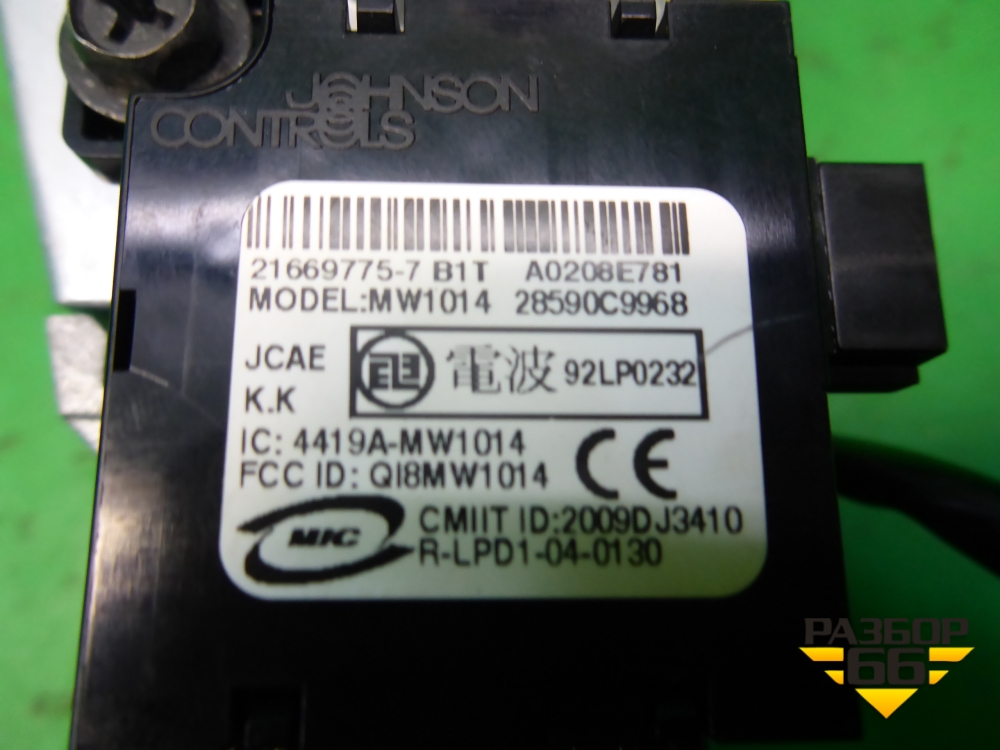 JOHNSON
CONTROLS
21669775-7 B1T A0208E781
MODEL:MW1014 28590C9968
JCAE
K.K
電波 92LP0232
IC: 4419A-MW1014
FCC ID: QI8MW1014
CE
MIC
CMIIT ID:2009DJ3410
R-LPD1-04-0130
РАЗБОР
66